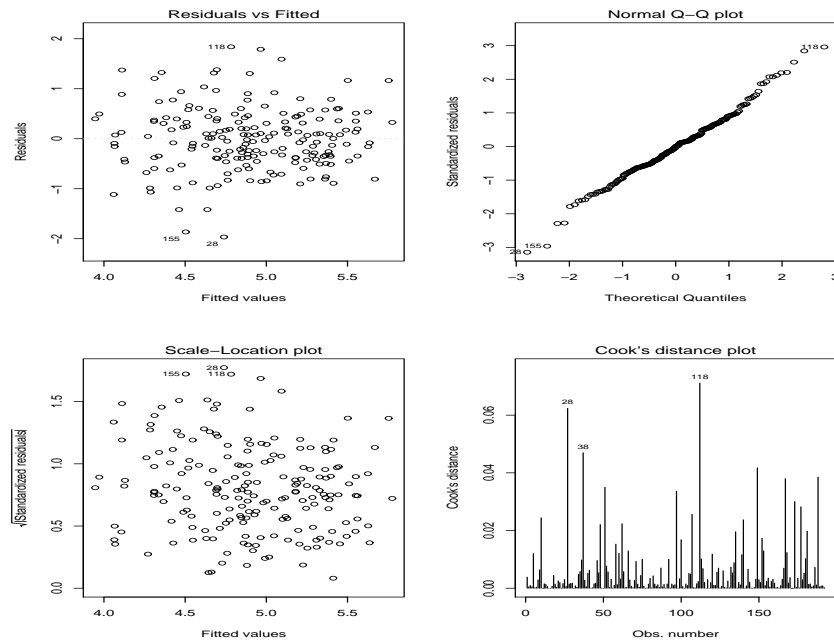 Residuals vs Fitted
Residuals
2
1
0
−1
−2
118
155
28
4.0 4.5 5.0 5.5
Fitted values
Normal Q−Q plot
Standardized residuals
3
2
1
0
−1
−2
−3
118
155
28
−3 −2 −1 0 1 2 3
Theoretical Quantiles
Scale−Location plot
√|Standardized residuals|
1.5
1.0
0.5
0.0
28
155
118
4.0 4.5 5.0 5.5
Fitted values
Cook's distance plot
Cook's distance
0.06
0.04
0.02
0.00
118
28
38
0 50 100 150
Obs. number